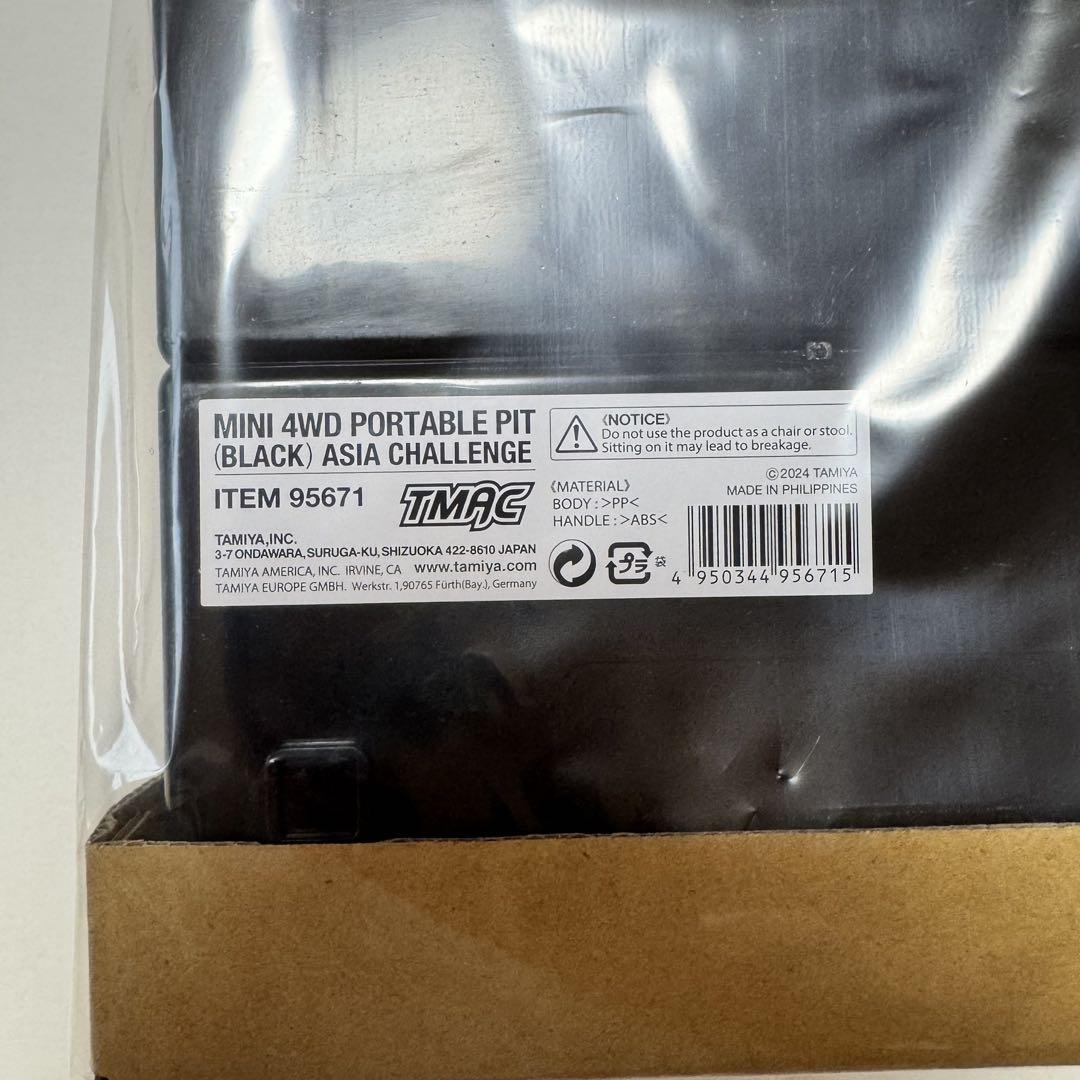 MINI 4WD PORTABLE PIT
(BLACK) ASIA CHALLENGE
ITEM 95671
TMAC
TAMIYA,INC.
3-7 ONDAWARA, SURUGA-KU, SHIZUOKA 422-8610 JAPAN
TAMIYA AMERICA, INC. IRVINE, CA www.tamiya.com
TAMIYA EUROPE GMBH. Werkstr. 1,90765 Fürth(Bay.), Germany
《NOTICE》
Do not use the product as a chair or stool.
Sitting on it may lead to breakage.
《MATERIAL》
BODY : >PP<
HANDLE : >ABS<
©2024 TAMIYA
MADE IN PHILIPPINES
プラ
袋
4 950344 956715